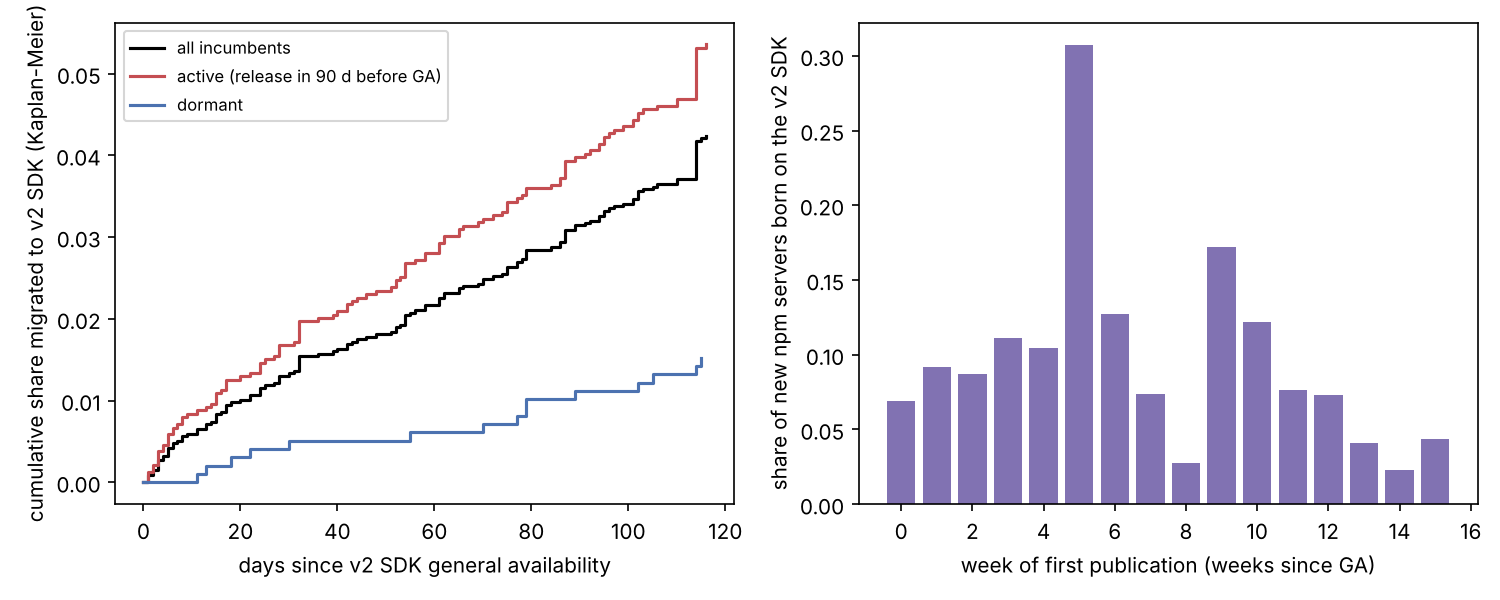 cumulative share migrated to v2 SDK (Kaplan-Meier)
0.05
0.04
0.03
0.02
0.01
0.00
all incumbents
active (release in 90 d before GA)
dormant
0 20 40 60 80 100 120
days since v2 SDK general availability
share of new npm servers born on the v2 SDK
0.30
0.25
0.20
0.15
0.10
0.05
0.00
0 2 4 6 8 10 12 14 16
week of first publication (weeks since GA)